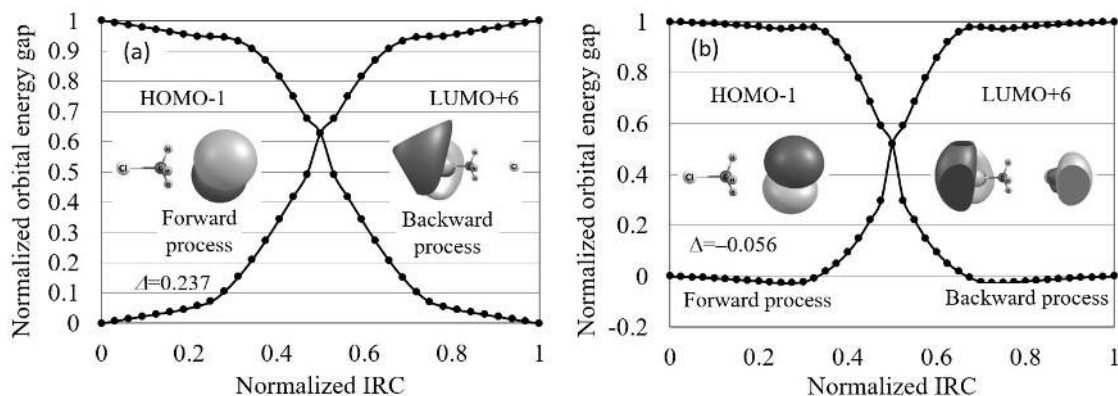 (a)
Normalized orbital energy gap
1
0.9
0.8
0.7
0.6
0.5
0.4
0.3
0.2
0.1
0
HOMO-1
LUMO+6
Cl
H
H
H
Forward
process
Backward
process
Δ=0.237
0
0.2
0.4
0.6
0.8
1
Normalized IRC
(b)
Normalized orbital energy gap
1
0.8
0.6
0.4
0.2
0
-0.2
HOMO-1
LUMO+6
Cl
Δ=–0.056
Forward process
Backward process
0
0.2
0.4
0.6
0.8
1
Normalized IRC